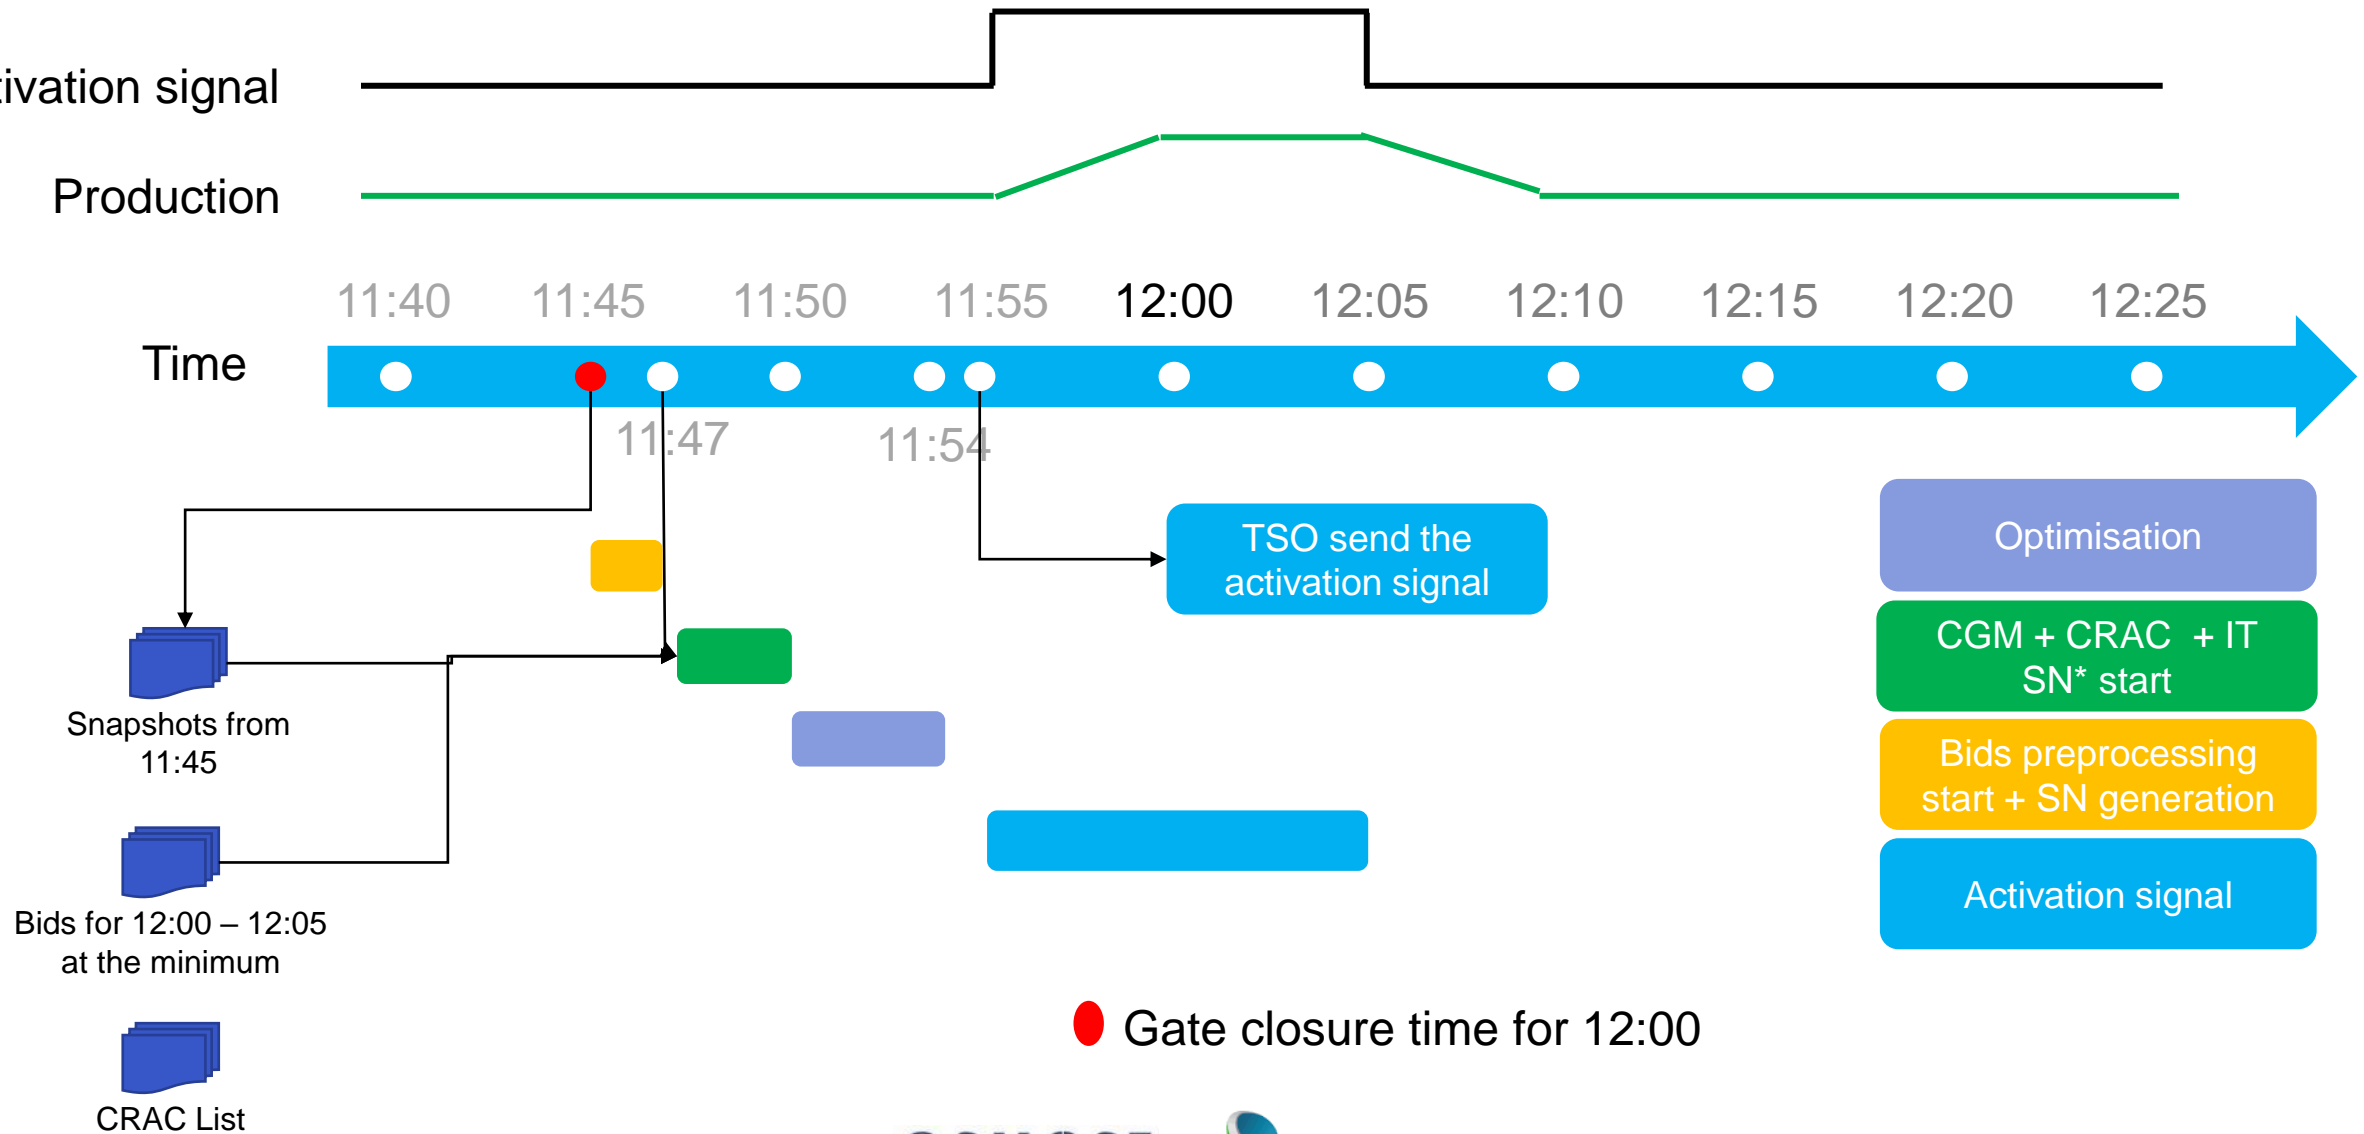 tivation signal
Production
11:40 11:45 11:50 11:55 12:00 12:05 12:10 12:15 12:20 12:25
Time
11:47 11:54
TSO send the
activation signal
Optimisation
CGM + CRAC + IT
SN* start
Bids preprocessing
start + SN generation
Activation signal
Snapshots from
11:45
Bids for 12:00 – 12:05
at the minimum
CRAC List
Gate closure time for 12:00